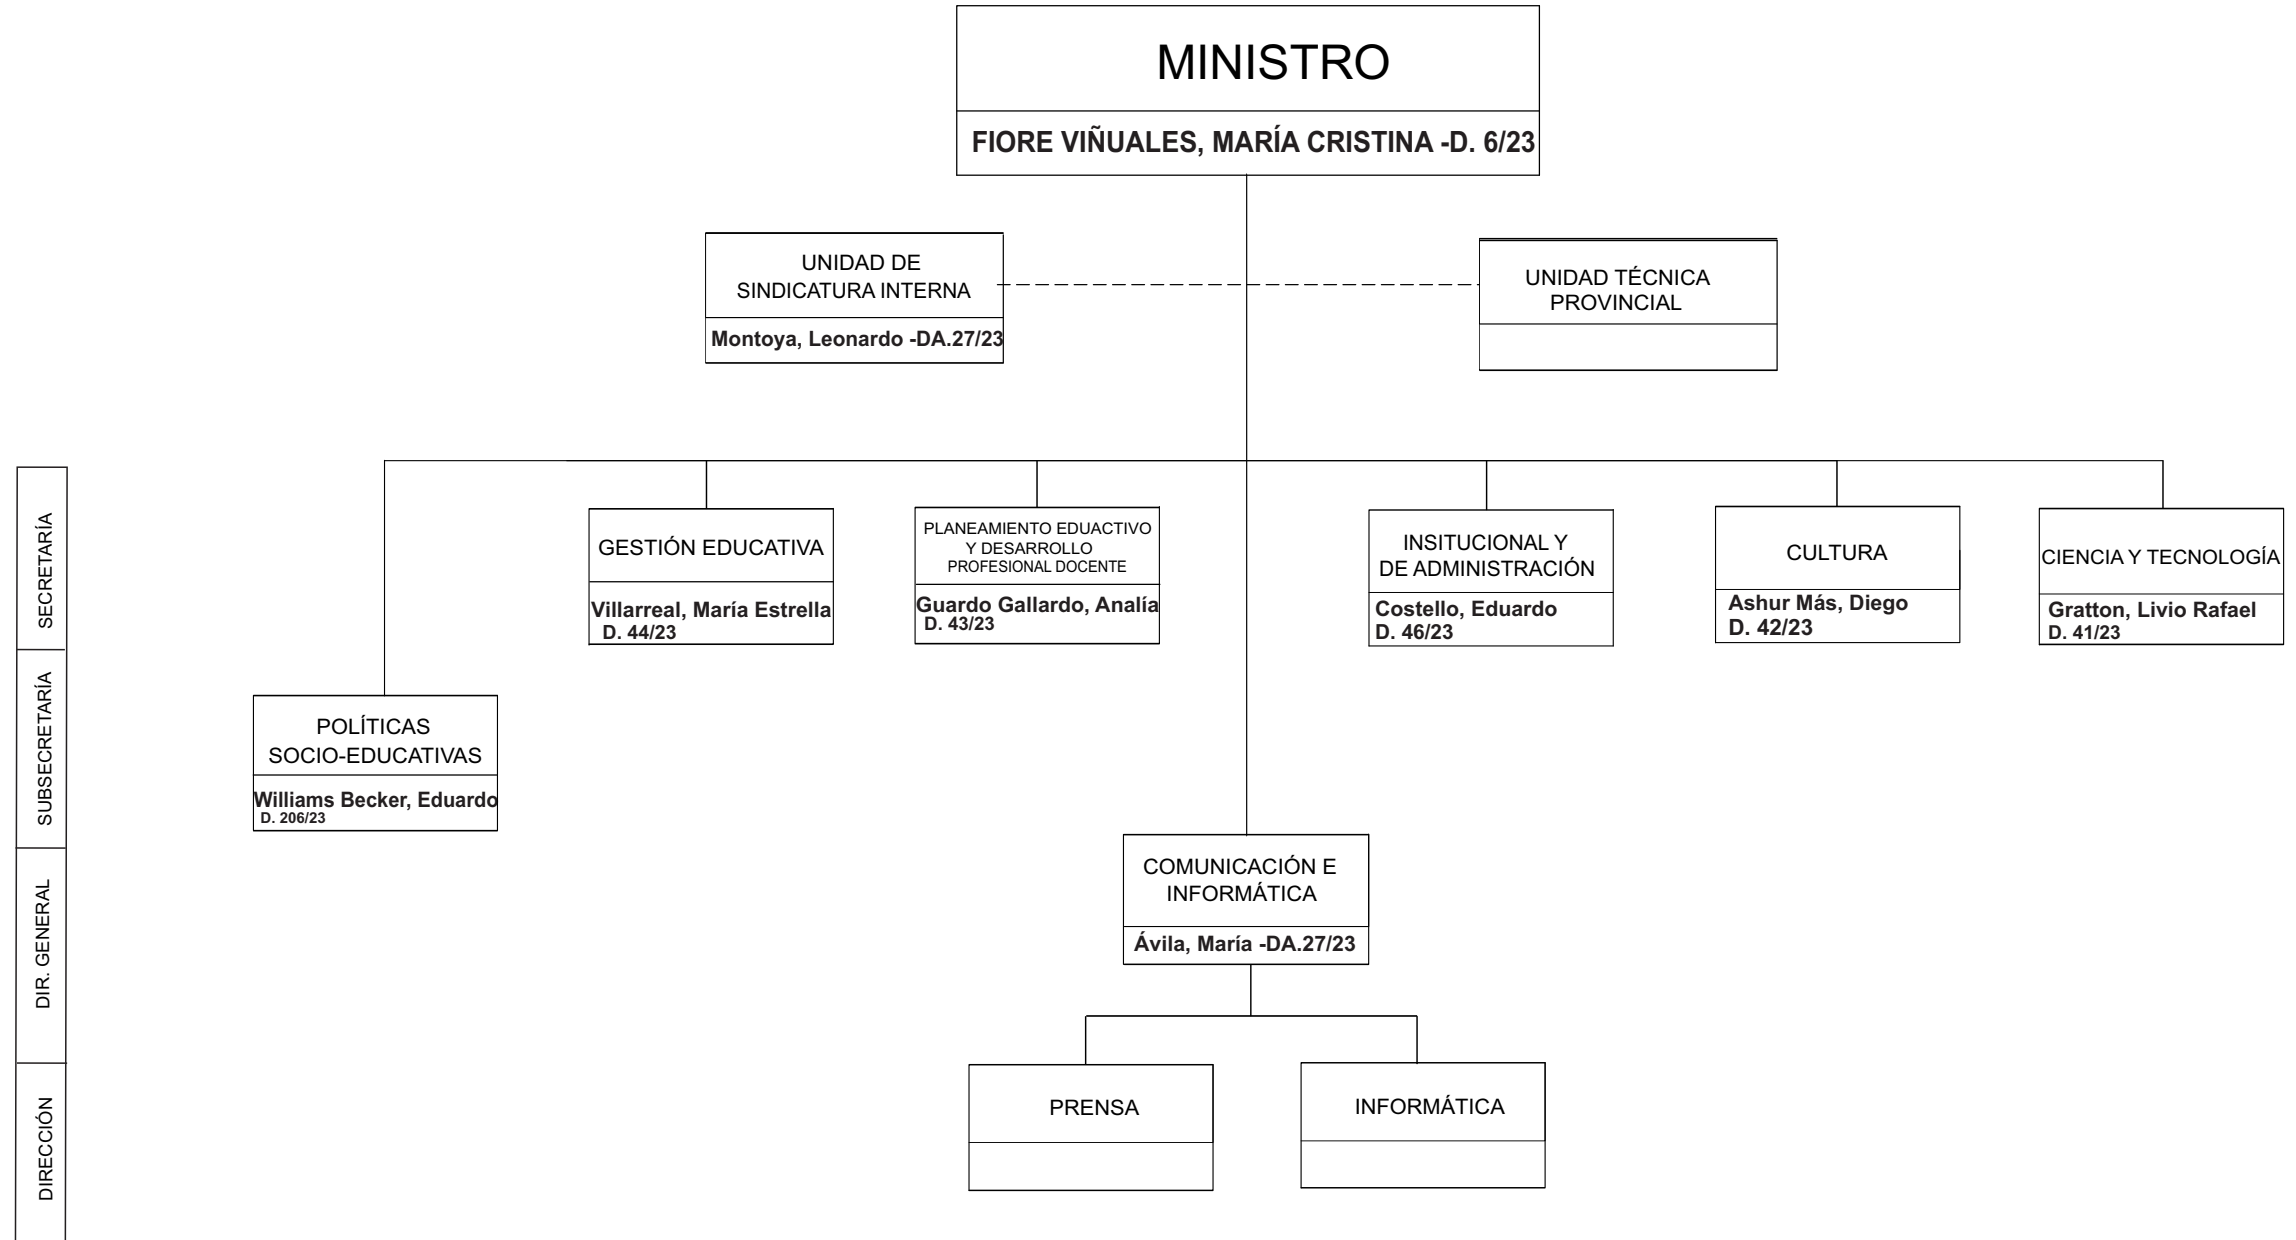 MINISTRO
FIORE VIÑUALES, MARÍA CRISTINA -D. 6/23
UNIDAD DE
SINDICATURA INTERNA
Montoya, Leonardo -DA.27/23
UNIDAD TÉCNICA
PROVINCIAL
SECRETARÍA
GESTIÓN EDUCATIVA
Villarreal, María Estrella
D. 44/23
PLANEAMIENTO EDUACTIVO
Y DESARROLLO
PROFESIONAL DOCENTE
Guardo Gallardo, Analía
D. 43/23
INSITUCIONAL Y
DE ADMINISTRACIÓN
Costello, Eduardo
D. 46/23
CULTURA
Ashur Más, Diego
D. 42/23
CIENCIA Y TECNOLOGÍA
Gratton, Livio Rafael
D. 41/23
SUBSECRETARÍA
POLÍTICAS
SOCIO-EDUCATIVAS
Williams Becker, Eduardo
D. 206/23
DIR. GENERAL
COMUNICACIÓN E
INFORMÁTICA
Ávila, María -DA.27/23
DIRECCIÓN
PRENSA
INFORMÁTICA